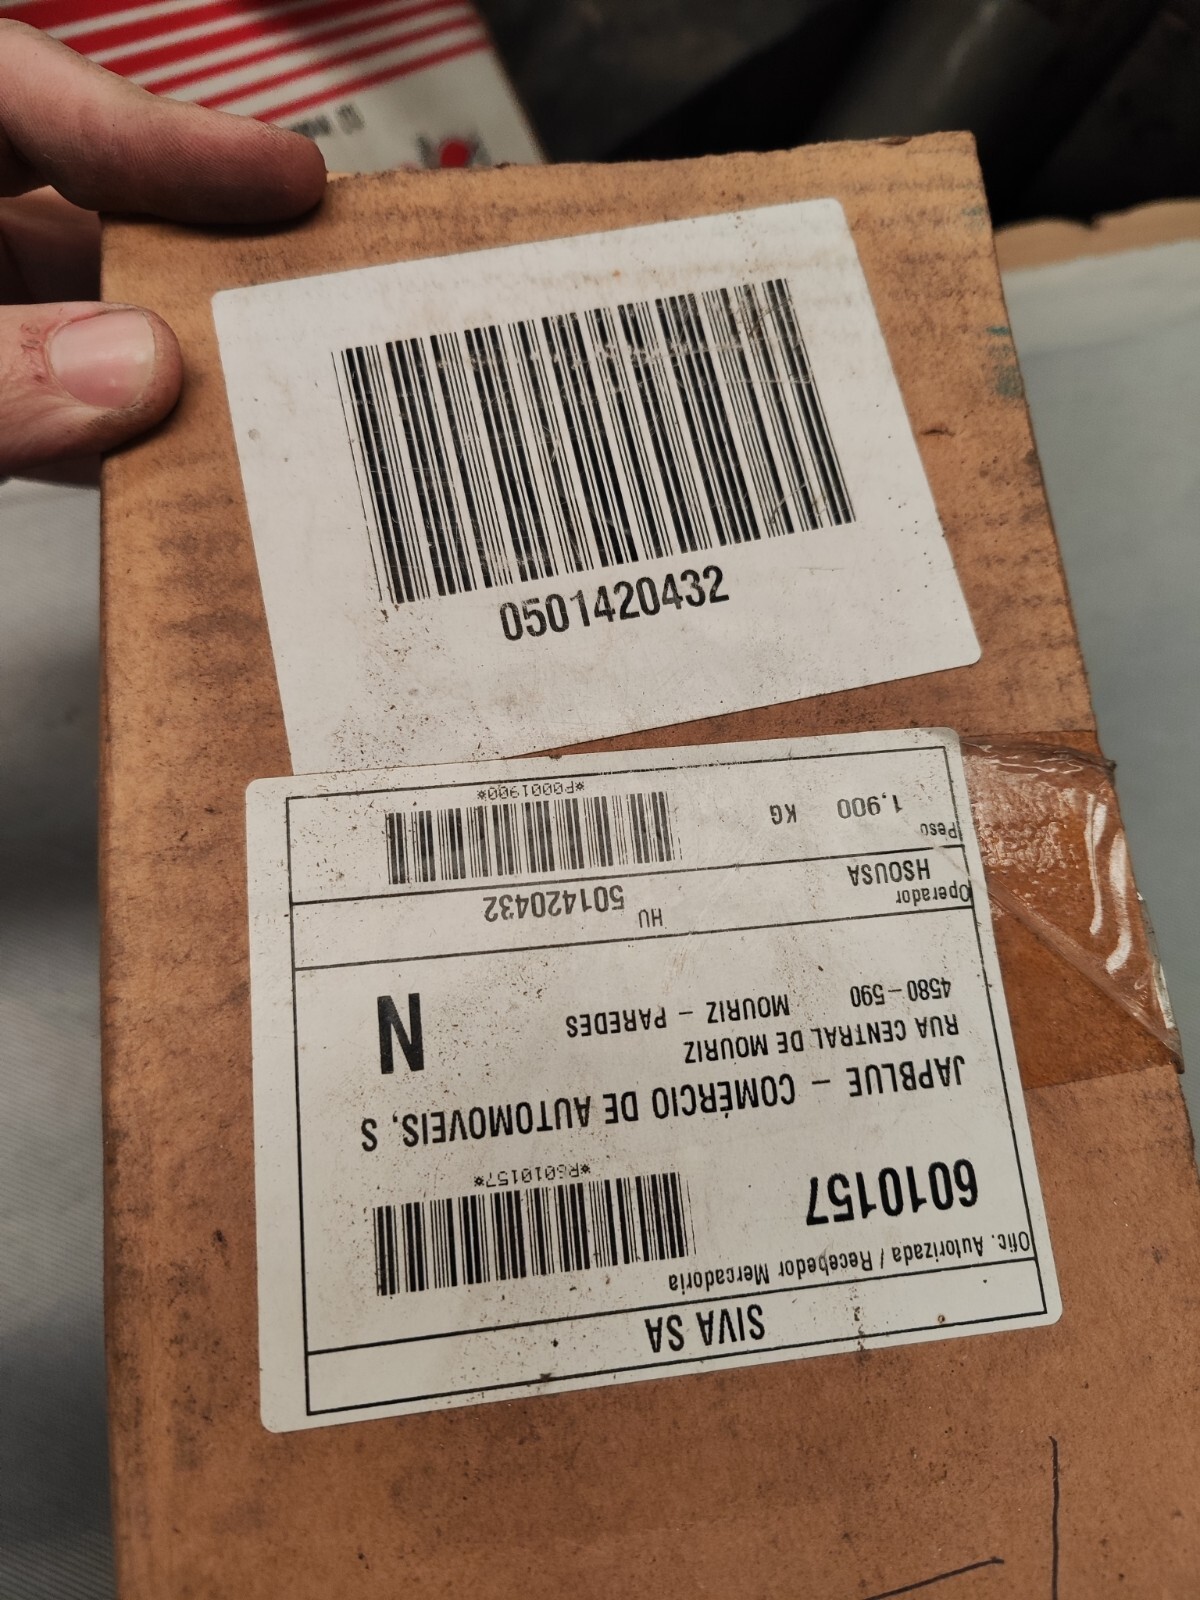 0501420432
SIVA SA
Ofic. Autorizada / Recebedor Mercadoria
6010157
*R6010157*
JAPBLUE - COMÉRCIO DE AUTOMOVEIS, S
RUA CENTRAL DE MOURIZ
4580-590 MOURIZ - PAREDES
N
Operador
HSOUSA
HU 501420432
Peso
1,900 KG
*P0001900*